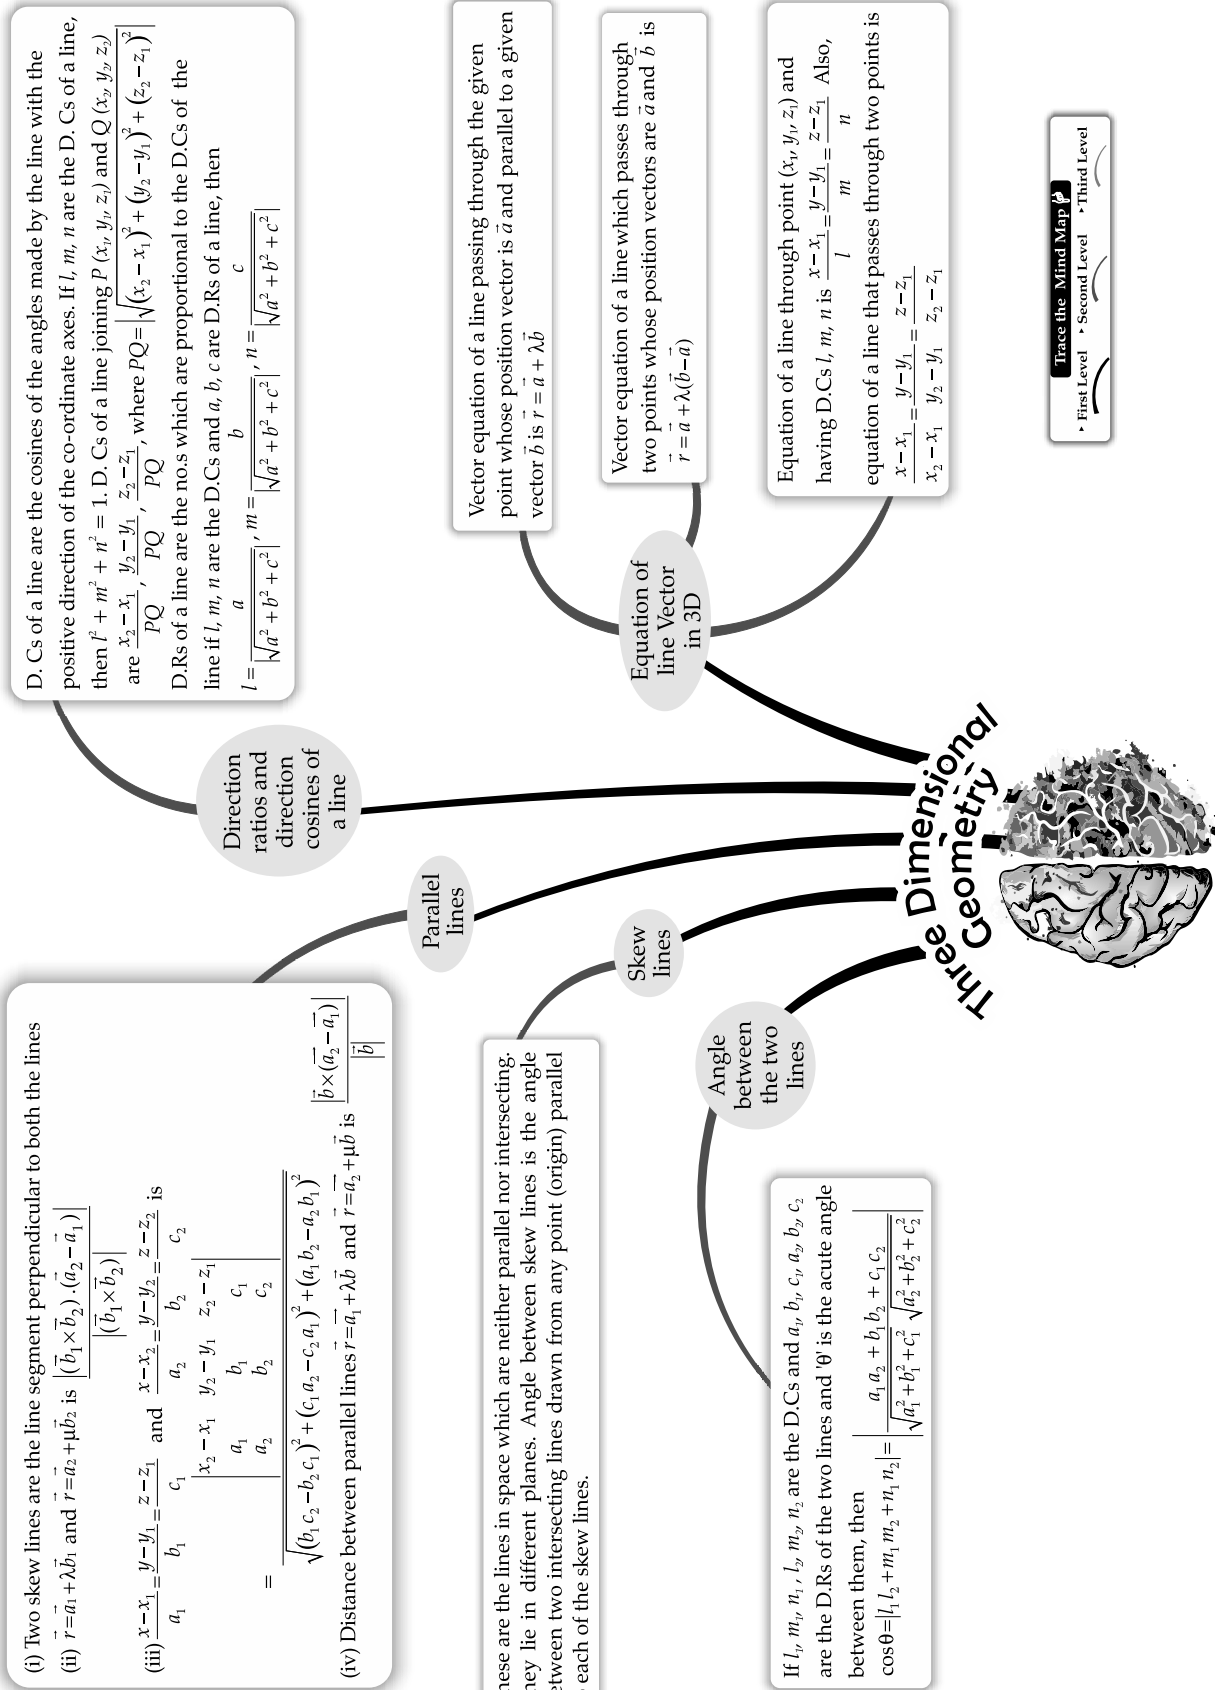 Three Dimensional
Geometry
Trace the Mind Map
First Level
Second Level
Third Level
Direction
ratios and
direction
cosines of
a line
D. Cs of a line are the cosines of the angles made by the line with the
positive direction of the co-ordinate axes. If l, m, n are the D. Cs of a line,
then l² + m² + n² = 1. D. Cs of a line joining P (x₁, y₁, z₁) and Q (x₂, y₂, z₂)
are (x₂ – x₁)/PQ , (y₂ – y₁)/PQ , (z₂ – z₁)/PQ , where PQ = |√((x₂ – x₁)² + (y₂ – y₁)² + (z₂ – z₁)²)|
D.Rs of a line are the no.s which are proportional to the D.Cs of the
line if l, m, n are the D.Cs and a, b, c are D.Rs of a line, then
l = a/|√(a² + b² + c²)| , m = b/|√(a² + b² + c²)| , n = c/|√(a² + b² + c²)|
Equation of
line Vector
in 3D
Vector equation of a line passing through the given
point whose position vector is a⃗ and parallel to a given
vector b⃗ is r⃗ = a⃗ + λb⃗
Vector equation of a line which passes through
two points whose position vectors are a⃗ and b⃗ is
r⃗ = a⃗ + λ(b⃗ – a⃗)
Equation of a line through point (x₁, y₁, z₁) and
having D.Cs l, m, n is (x – x₁)/l = (y – y₁)/m = (z – z₁)/n Also,
equation of a line that passes through two points is
(x – x₁)/(x₂ – x₁) = (y – y₁)/(y₂ – y₁) = (z – z₁)/(z₂ – z₁)
Parallel
lines
(i) Two skew lines are the line segment perpendicular to both the lines
(ii) r⃗ = a⃗₁ + λb⃗₁ and r⃗ = a⃗₂ + μb⃗₂ is |(b⃗₁ × b⃗₂).(a⃗₂ – a⃗₁)|/|(b⃗₁ × b⃗₂)|
(iii) (x – x₁)/a₁ = (y – y₁)/b₁ = (z – z₁)/c₁ and (x – x₂)/a₂ = (y – y₂)/b₂ = (z – z₂)/c₂ is
x₂ – x₁ y₂ – y₁ z₂ – z₁
a₁ b₁ c₁
a₂ b₂ c₂
=
√((b₁c₂ – b₂c₁)² + (c₁a₂ – c₂a₁)² + (a₁b₂ – a₂b₁)²)
(iv) Distance between parallel lines r⃗ = a⃗₁ + λb⃗ and r⃗ = a⃗₂ + μb⃗ is |b⃗ × (a⃗₂ – a⃗₁)|/|b⃗|
Skew
lines
hese are the lines in space which are neither parallel nor intersecting.
hey lie in different planes. Angle between skew lines is the angle
etween two intersecting lines drawn from any point (origin) parallel
each of the skew lines.
Angle
between
the two
lines
If l₁, m₁, n₁, l₂, m₂, n₂ are the D.Cs and a₁, b₁, c₁, a₂, b₂, c₂
are the D.Rs of the two lines and 'θ' is the acute angle
between them, then
cosθ = |l₁l₂ + m₁m₂ + n₁n₂| = |(a₁a₂ + b₁b₂ + c₁c₂)/(√(a₁² + b₁² + c₁²) √(a₂² + b₂² + c₂²))|